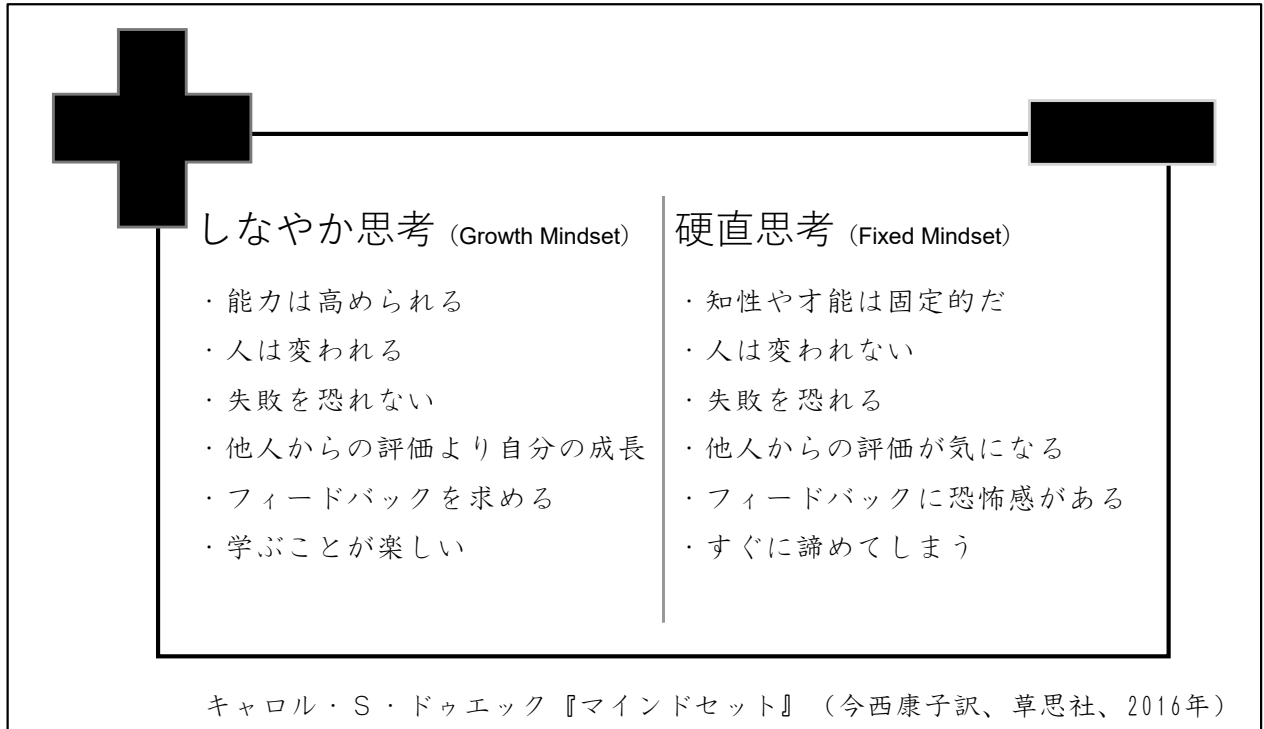 しなやか思考（Growth Mindset）
・能力は高められる
・人は変われる
・失敗を恐れない
・他人からの評価より自分の成長
・フィードバックを求める
・学ぶことが楽しい
硬直思考（Fixed Mindset）
・知性や才能は固定的だ
・人は変われない
・失敗を恐れる
・他人からの評価が気になる
・フィードバックに恐怖感がある
・すぐに諦めてしまう
キャロル・Ｓ・ドゥエック『マインドセット』（今西康子訳、草思社、2016年）